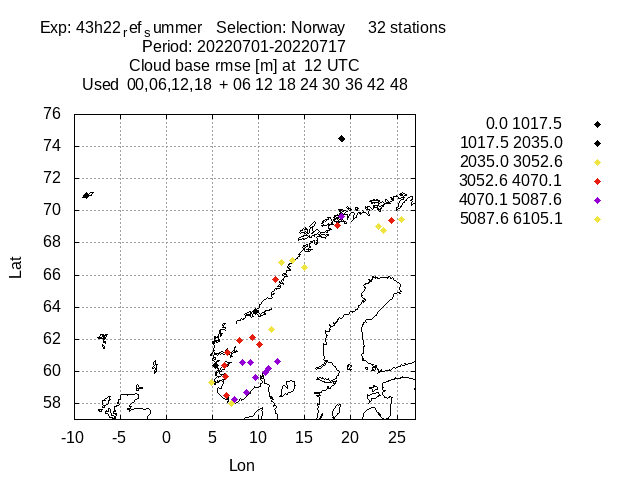 Exp: 43h22refsummer Selection: Norway 32 stations
Period: 20220701-20220717
Cloud base rmse [m] at 12 UTC
Used 00,06,12,18 + 06 12 18 24 30 36 42 48
0.0 1017.5
1017.5 2035.0
2035.0 3052.6
3052.6 4070.1
4070.1 5087.6
5087.6 6105.1
76
74
72
70
68
66
64
62
60
58
Lat
-10 -5 0 5 10 15 20 25
Lon